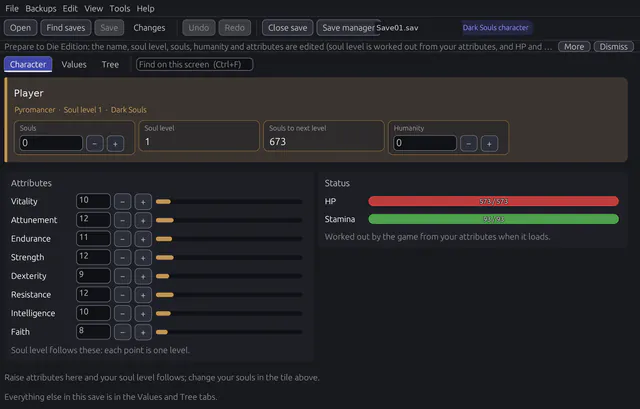 File Backups Edit View Tools Help
Open Find saves Save Changes Undo Redo Close save Save manager Save01.sav Dark Souls character
Prepare to Die Edition: the name, soul level, souls, humanity and attributes are edited (soul level is worked out from your attributes, and HP and ... More Dismiss
Character Values Tree Find on this screen (Ctrl+F)
Player
Pyromancer · Soul level 1 · Dark Souls
Souls Soul level Souls to next level Humanity
0 − + 1 673 0 − +
Attributes
Vitality 10 − +
Attunement 12 − +
Endurance 11 − +
Strength 12 − +
Dexterity 9 − +
Resistance 12 − +
Intelligence 10 − +
Faith 8 − +
Soul level follows these: each point is one level.
Status
HP 573 / 573
Stamina 93 / 93
Worked out by the game from your attributes when it loads.
Raise attributes here and your soul level follows; change your souls in the tile above.
Everything else in this save is in the Values and Tree tabs.